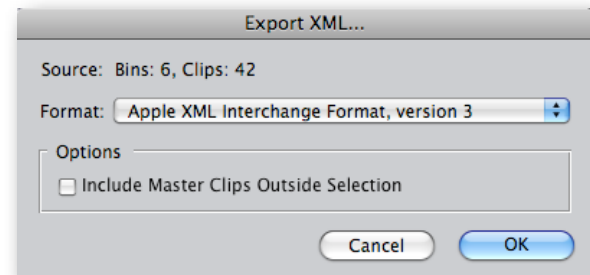 Export XML...
Source: Bins: 6, Clips: 42
Format: Apple XML Interchange Format, version 3
Options
Include Master Clips Outside Selection
Cancel OK